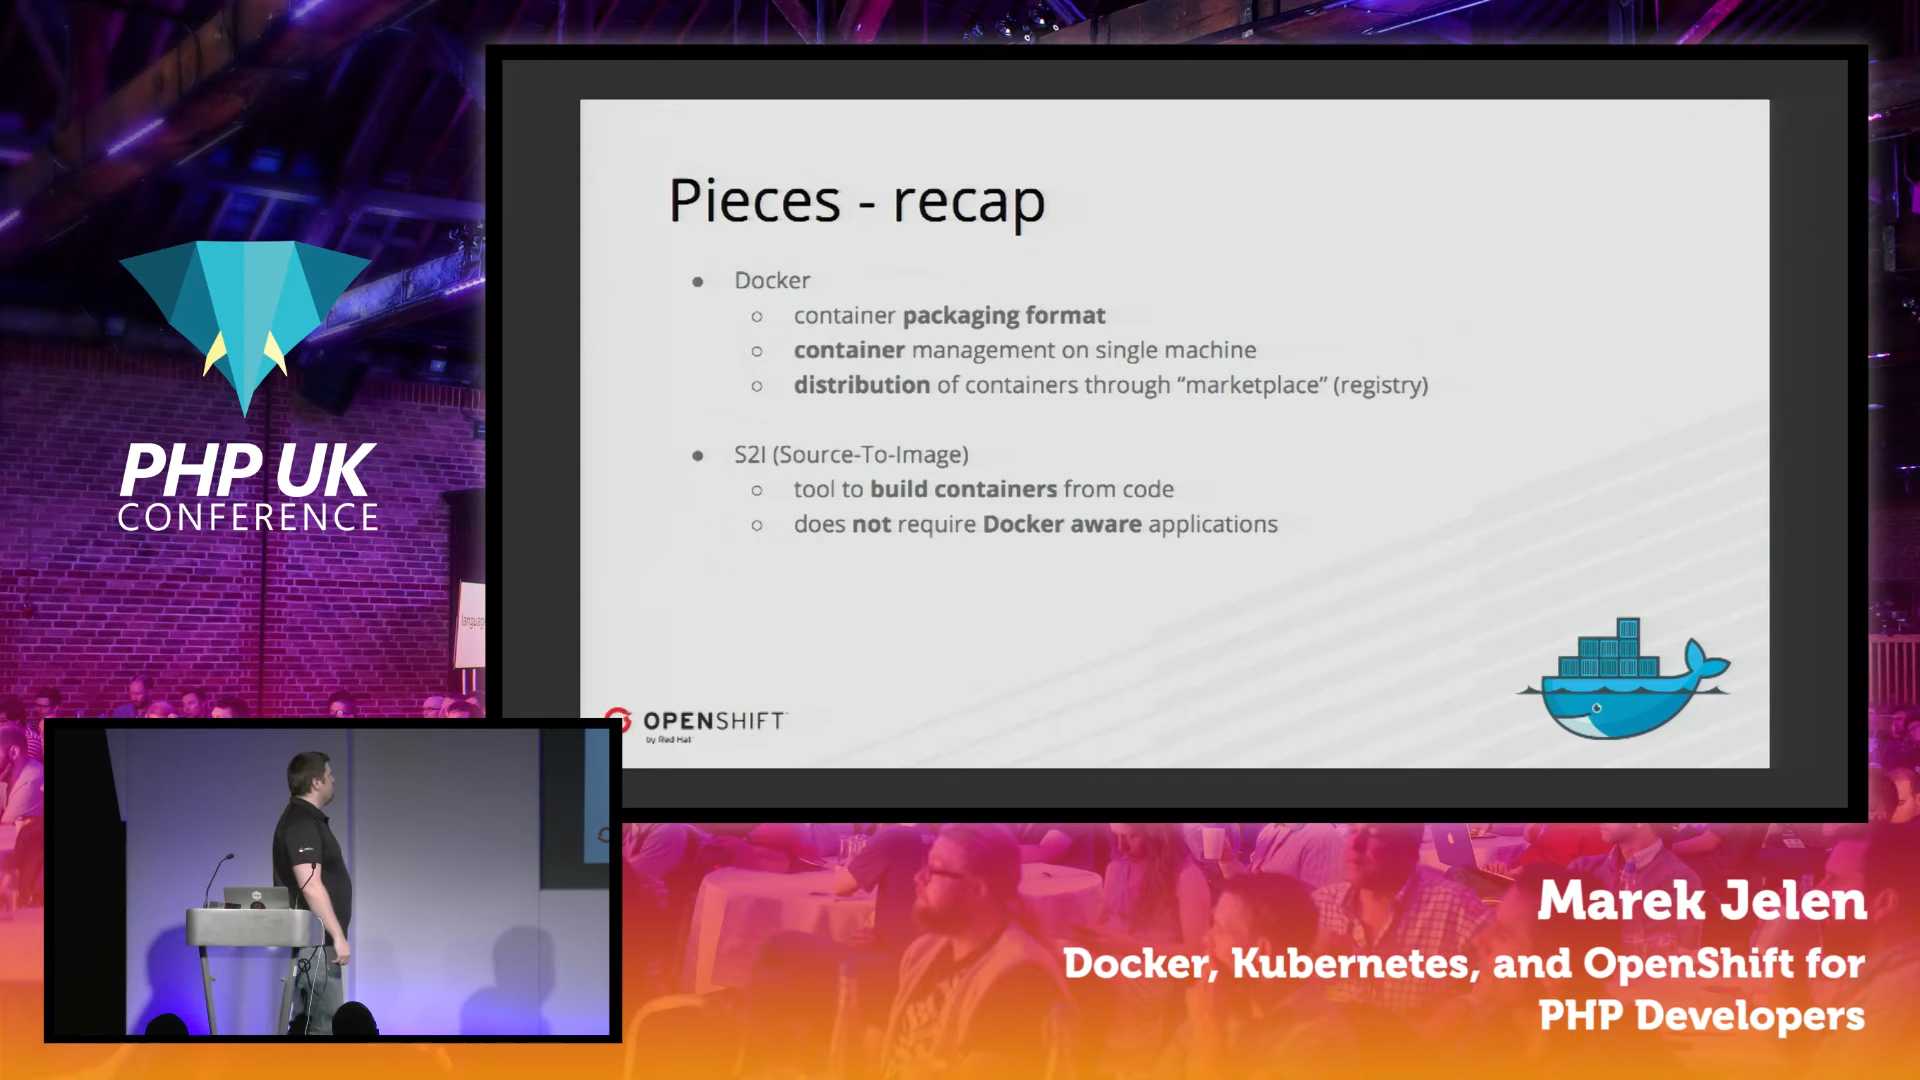 Pieces - recap
● Docker
○ container packaging format
○ container management on single machine
○ distribution of containers through “marketplace” (registry)
● S2I (Source-To-Image)
○ tool to build containers from code
○ does not require Docker aware applications
OPENSHIFT
by Red Hat
PHP UK
CONFERENCE
languag
Marek Jelen
Docker, Kubernetes, and OpenShift for
PHP Developers